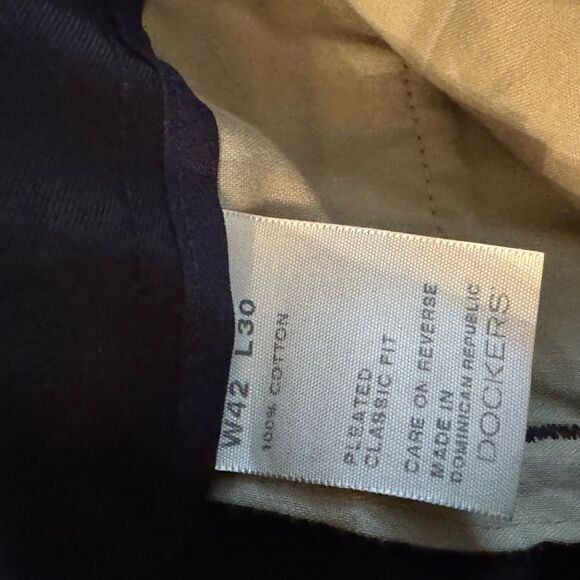 W42 L30
100% COTTON
PLEATED
CLASSIC FIT
CARE ON REVERSE
MADE IN
DOMINICAN REPUBLIC
DOCKERS®